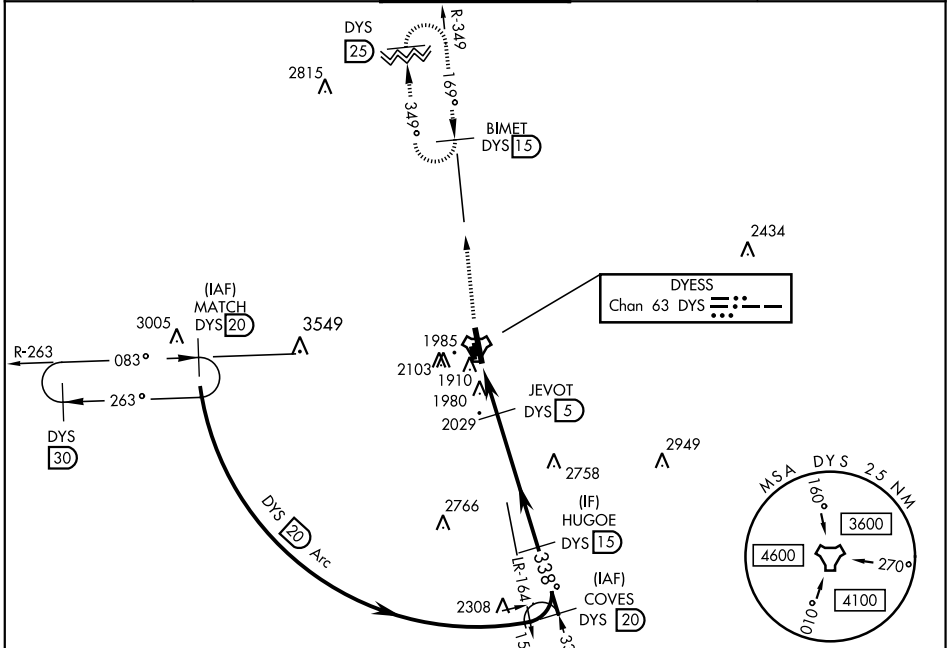 DYS
25
R-349
169°
349°
2815
BIMET
DYS 15
2434
DYESS
Chan 63 DYS
(IAF)
MATCH
DYS 20
3005
3549
R-263
083°
263°
DYS
30
1985
2103
1910
1980
2029
JEVOT
DYS 5
2949
2758
2766
(IF)
HUGOE
DYS 15
DYS 20 Arc
LR-164
338°
(IAF)
COVES
DYS 20
2308
MSA DYS 25 NM
160°
3600
4600
270°
4100
010°